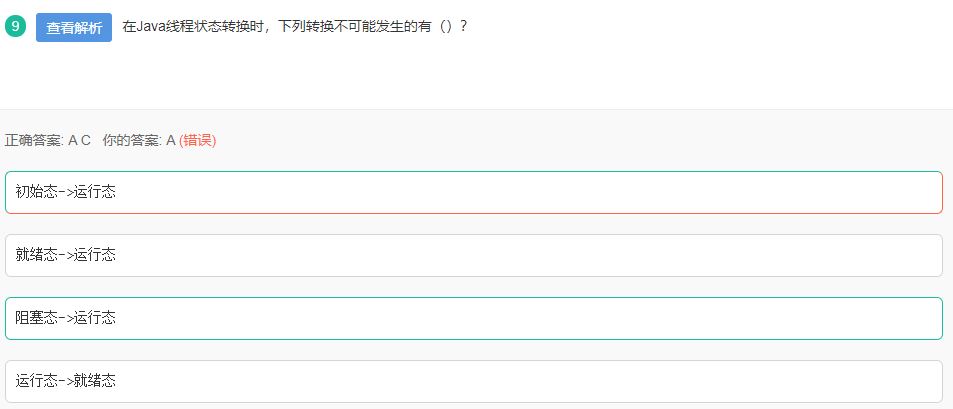 9 查看解析 在Java线程状态转换时，下列转换不可能发生的有（）？
正确答案: A C 你的答案: A (错误)
初始态->运行态
就绪态->运行态
阻塞态->运行态
运行态->就绪态